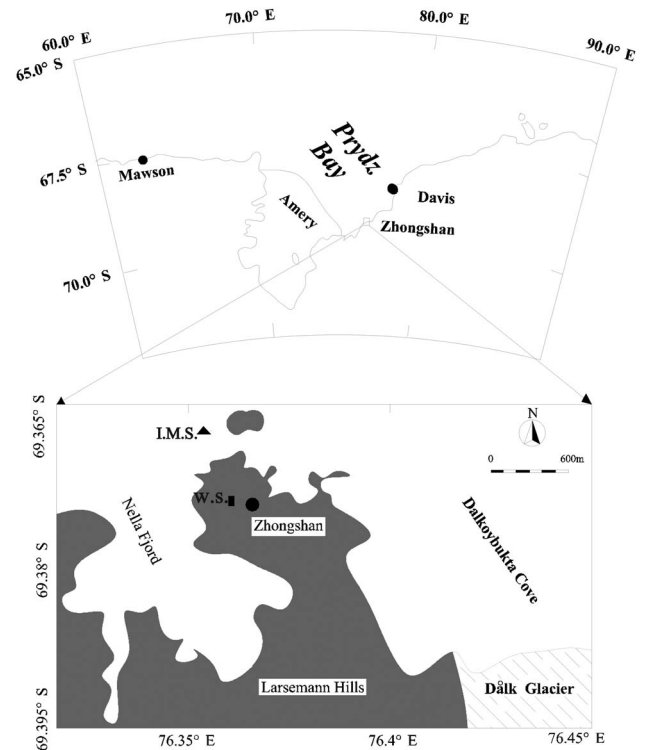 60.0° E
70.0° E
80.0° E
90.0° E
65.0° S
67.5° S
70.0° S
Mawson
Prydz
Bay
Amery
Davis
Zhongshan
69.365° S
69.38° S
69.395° S
I.M.S.
N
0 600m
W.S.
Zhongshan
Nella Fjord
Dalkoybukta Cove
Larsemann Hills
Dålk Glacier
76.35° E
76.4° E
76.45° E